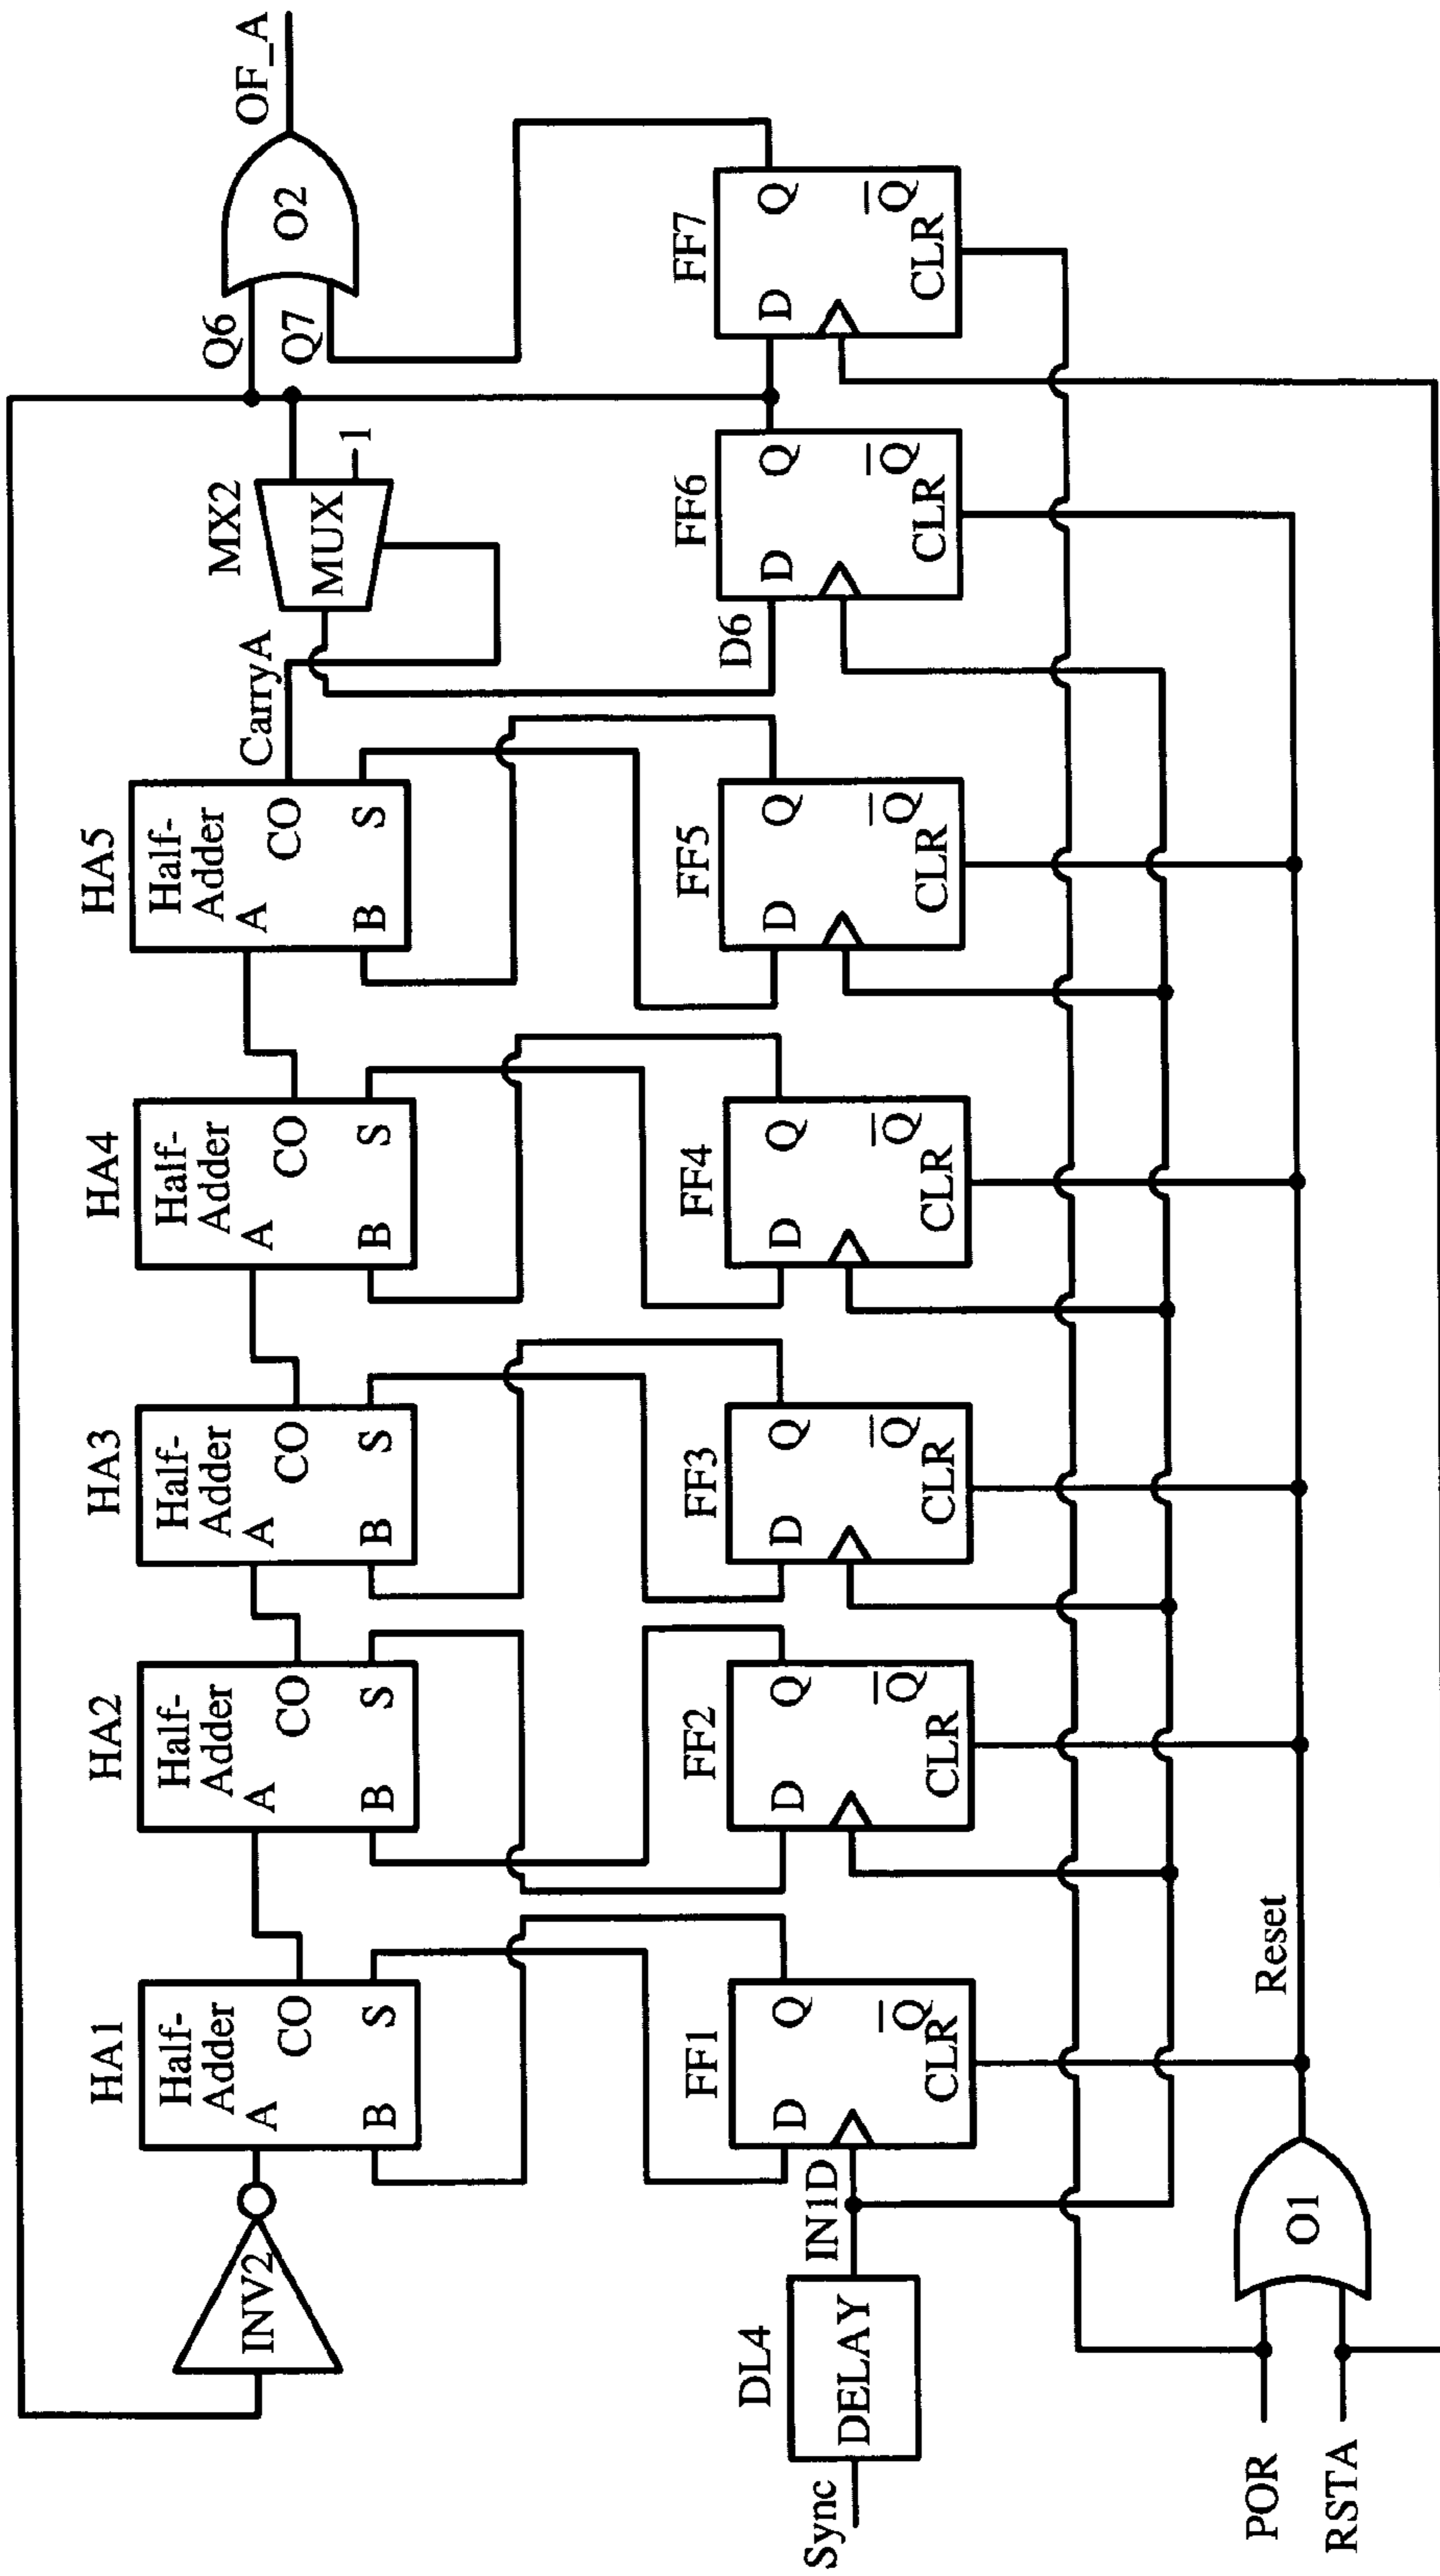 OF_A
O2
Q6
Q7
MX2
MUX
1
CarryA
HA1
Half-
Adder
A
CO
B
S
HA2
Half-
Adder
A
CO
B
S
HA3
Half-
Adder
A
CO
B
S
HA4
Half-
Adder
A
CO
B
S
HA5
Half-
Adder
A
CO
B
S
INV2
FF1
D
Q
Q
CLR
FF2
D
Q
Q
CLR
FF3
D
Q
Q
CLR
FF4
D
Q
Q
CLR
FF5
D
Q
Q
CLR
D6
FF6
D
Q
Q
CLR
FF7
D
Q
Q
CLR
IN1D
DL4
DELAY
Sync
Reset
O1
POR
RSTA